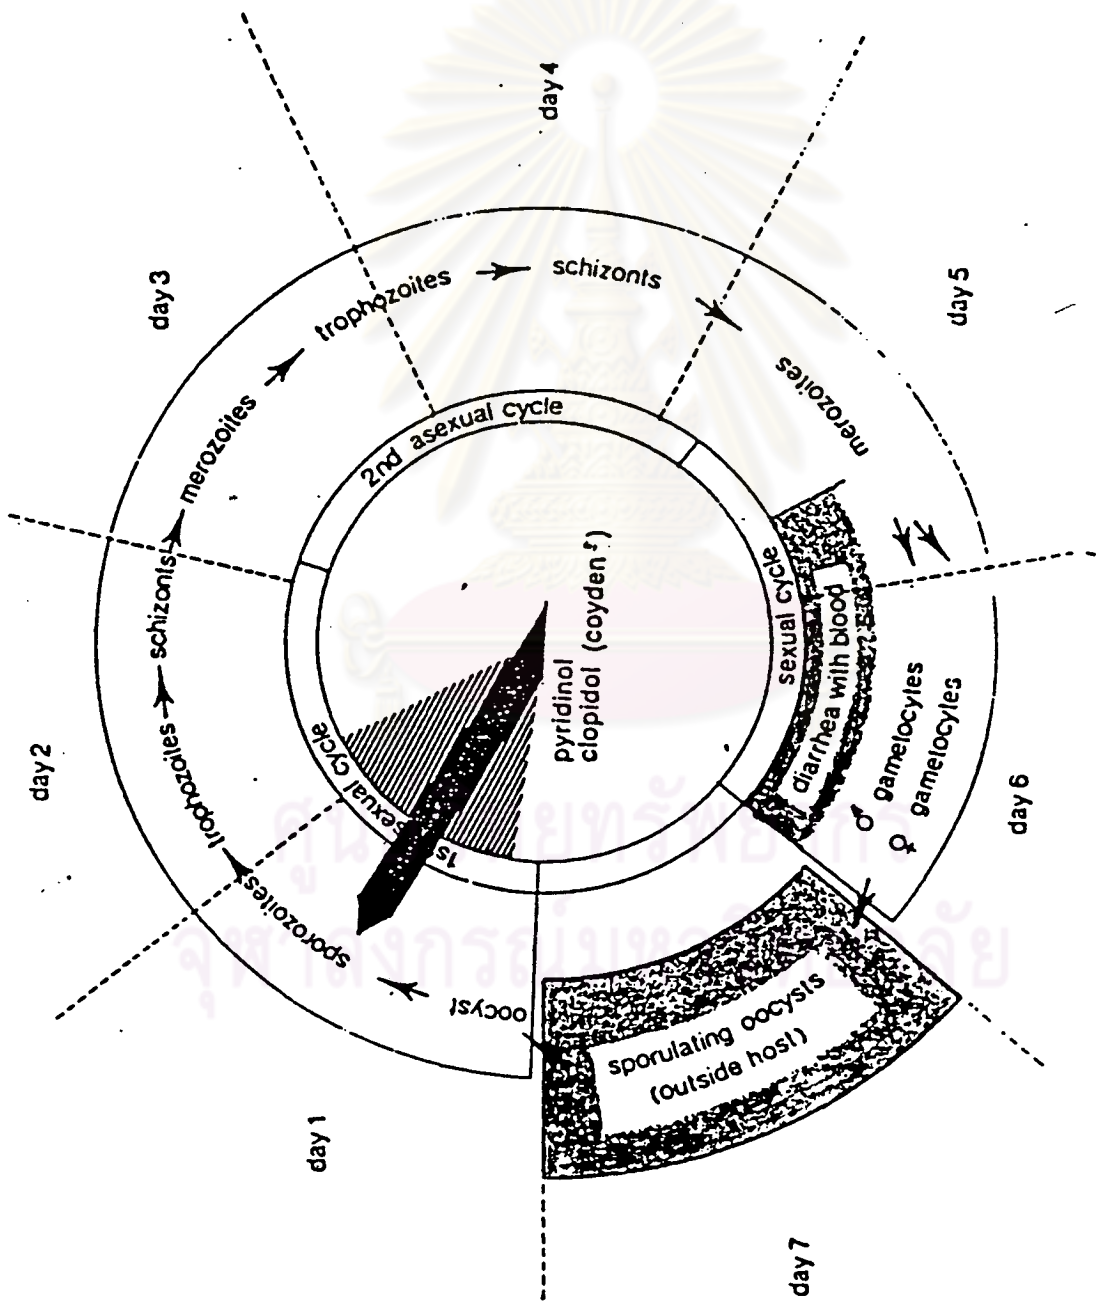 day 1
day 2
day 3
day 4
day 5
day 6
day 7
oocyst
sporozoites
trophozoites
schizonts
merozoites
trophozoites
schizonts
merozoites
♂ gametocytes
♀ gametocytes
sporulating oocysts
(outside host)
diarrhea with blood
sexual cycle
2nd asexual cycle
sexual cycle
pyridinol
clopidol (coyden